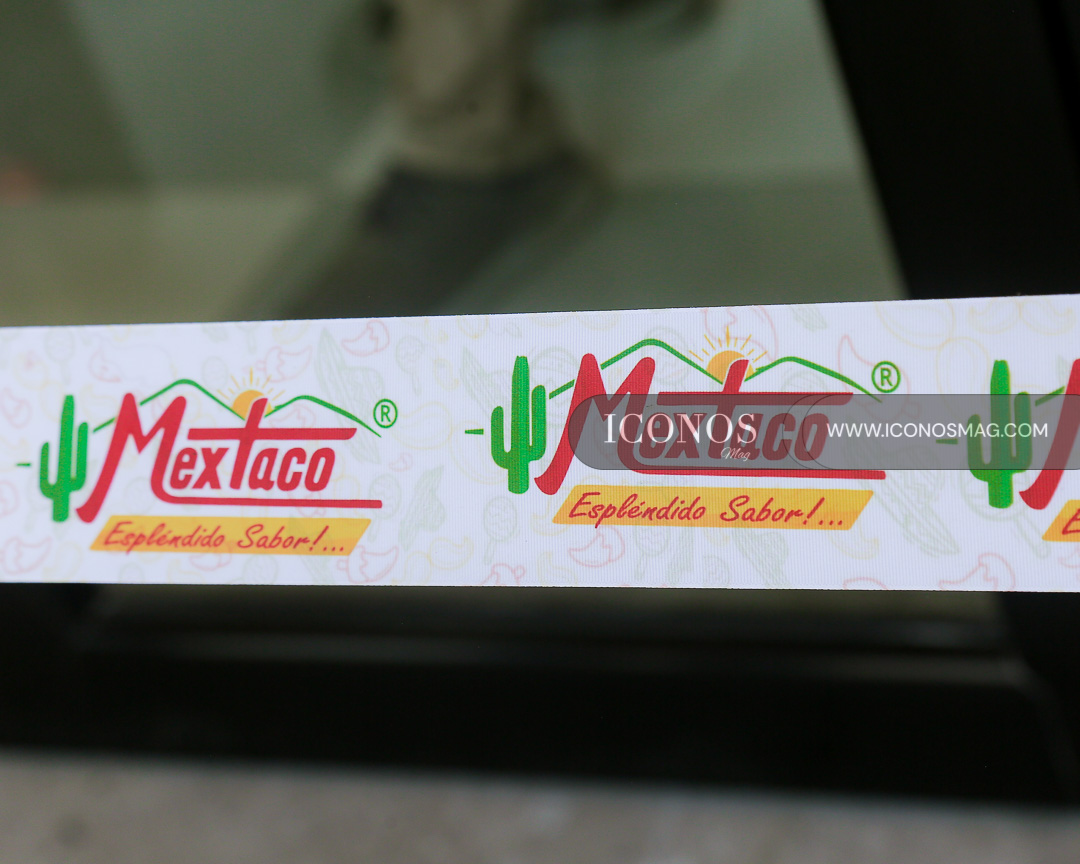 MexTaco ®
Espléndido Sabor!...
MexTaco ®
Espléndido Sabor!...
ICONOS
Mag
WWW.ICONOSMAG.COM